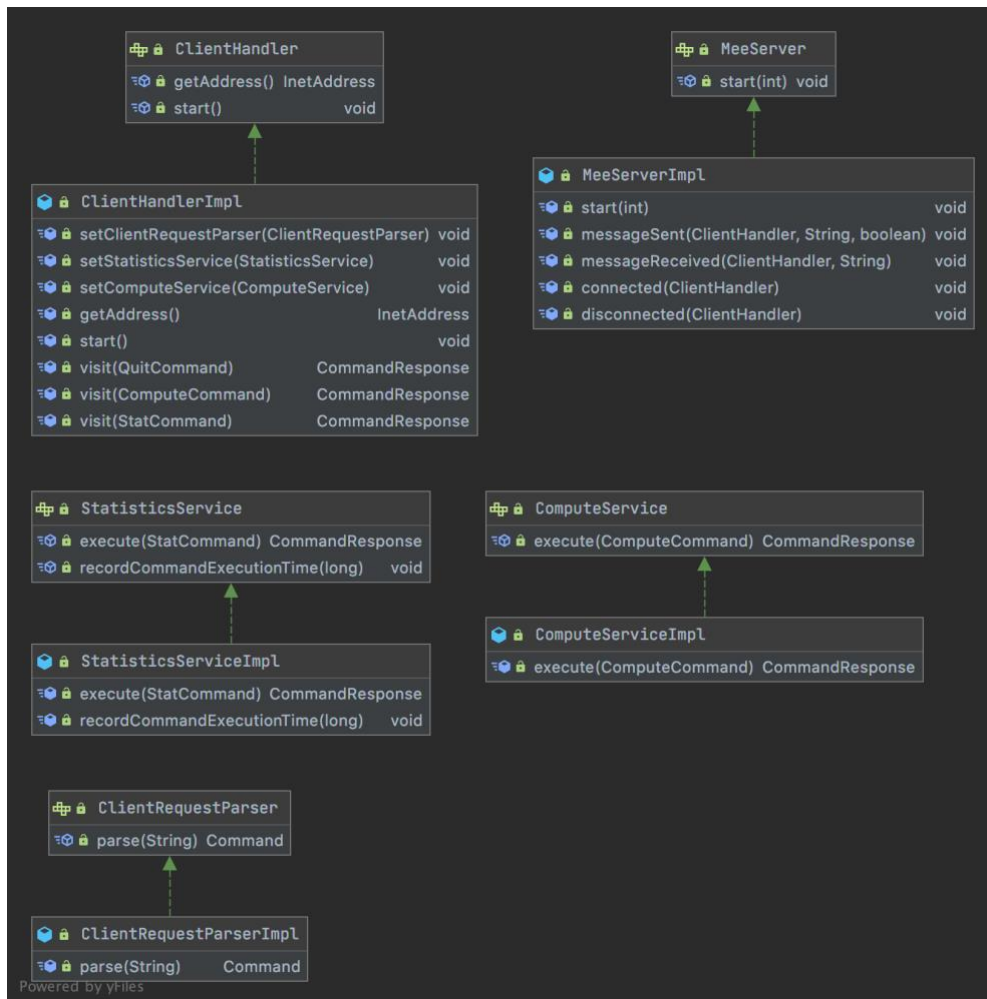 ClientHandler
getAddress() InetAddress
start() void
MeeServer
start(int) void
ClientHandlerImpl
setClientRequestParser(ClientRequestParser) void
setStatisticsService(StatisticsService) void
setComputeService(ComputeService) void
getAddress() InetAddress
start() void
visit(QuitCommand) CommandResponse
visit(ComputeCommand) CommandResponse
visit(StatCommand) CommandResponse
MeeServerImpl
start(int) void
messageSent(ClientHandler, String, boolean) void
messageReceived(ClientHandler, String) void
connected(ClientHandler) void
disconnected(ClientHandler) void
StatisticsService
execute(StatCommand) CommandResponse
recordCommandExecutionTime(long) void
ComputeService
execute(ComputeCommand) CommandResponse
StatisticsServiceImpl
execute(StatCommand) CommandResponse
recordCommandExecutionTime(long) void
ComputeServiceImpl
execute(ComputeCommand) CommandResponse
ClientRequestParser
parse(String) Command
ClientRequestParserImpl
parse(String) Command
Powered by yFiles